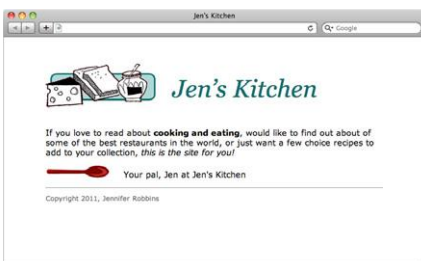 Jen's Kitchen
Google
Jen's Kitchen
If you love to read about cooking and eating, would like to find out about of
some of the best restaurants in the world, or just want a few choice recipes to
add to your collection, this is the site for you!
Your pal, Jen at Jen's Kitchen
Copyright 2011, Jennifer Robbins